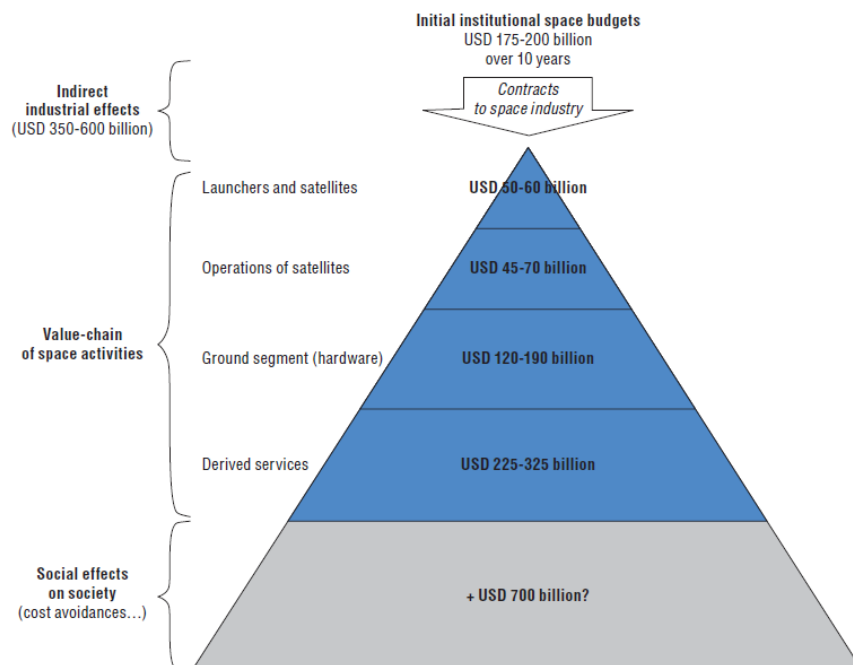 Initial institutional space budgets
USD 175-200 billion
over 10 years
Contracts
to space industry
Indirect
industrial effects
(USD 350-600 billion)
Launchers and satellites
USD 50-60 billion
Operations of satellites
USD 45-70 billion
Value-chain
of space activities
Ground segment (hardware)
USD 120-190 billion
Derived services
USD 225-325 billion
Social effects
on society
(cost avoidances…)
+ USD 700 billion?